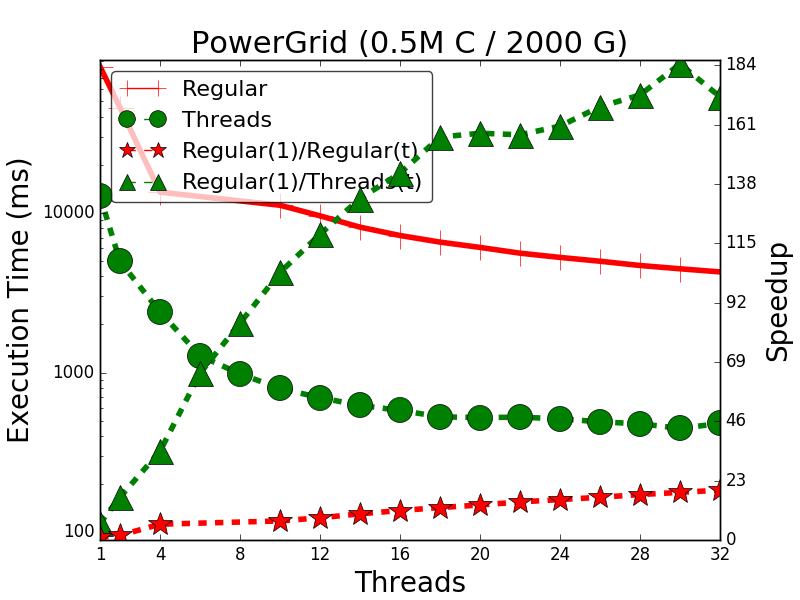 PowerGrid (0.5M C / 2000 G)
Regular
Threads
Regular(1)/Regular(t)
Regular(1)/Threads(t)
Execution Time (ms)
10000
1000
100
184
161
138
115
92
69
46
23
0
Speedup
1 4 8 12 16 20 24 28 32
Threads